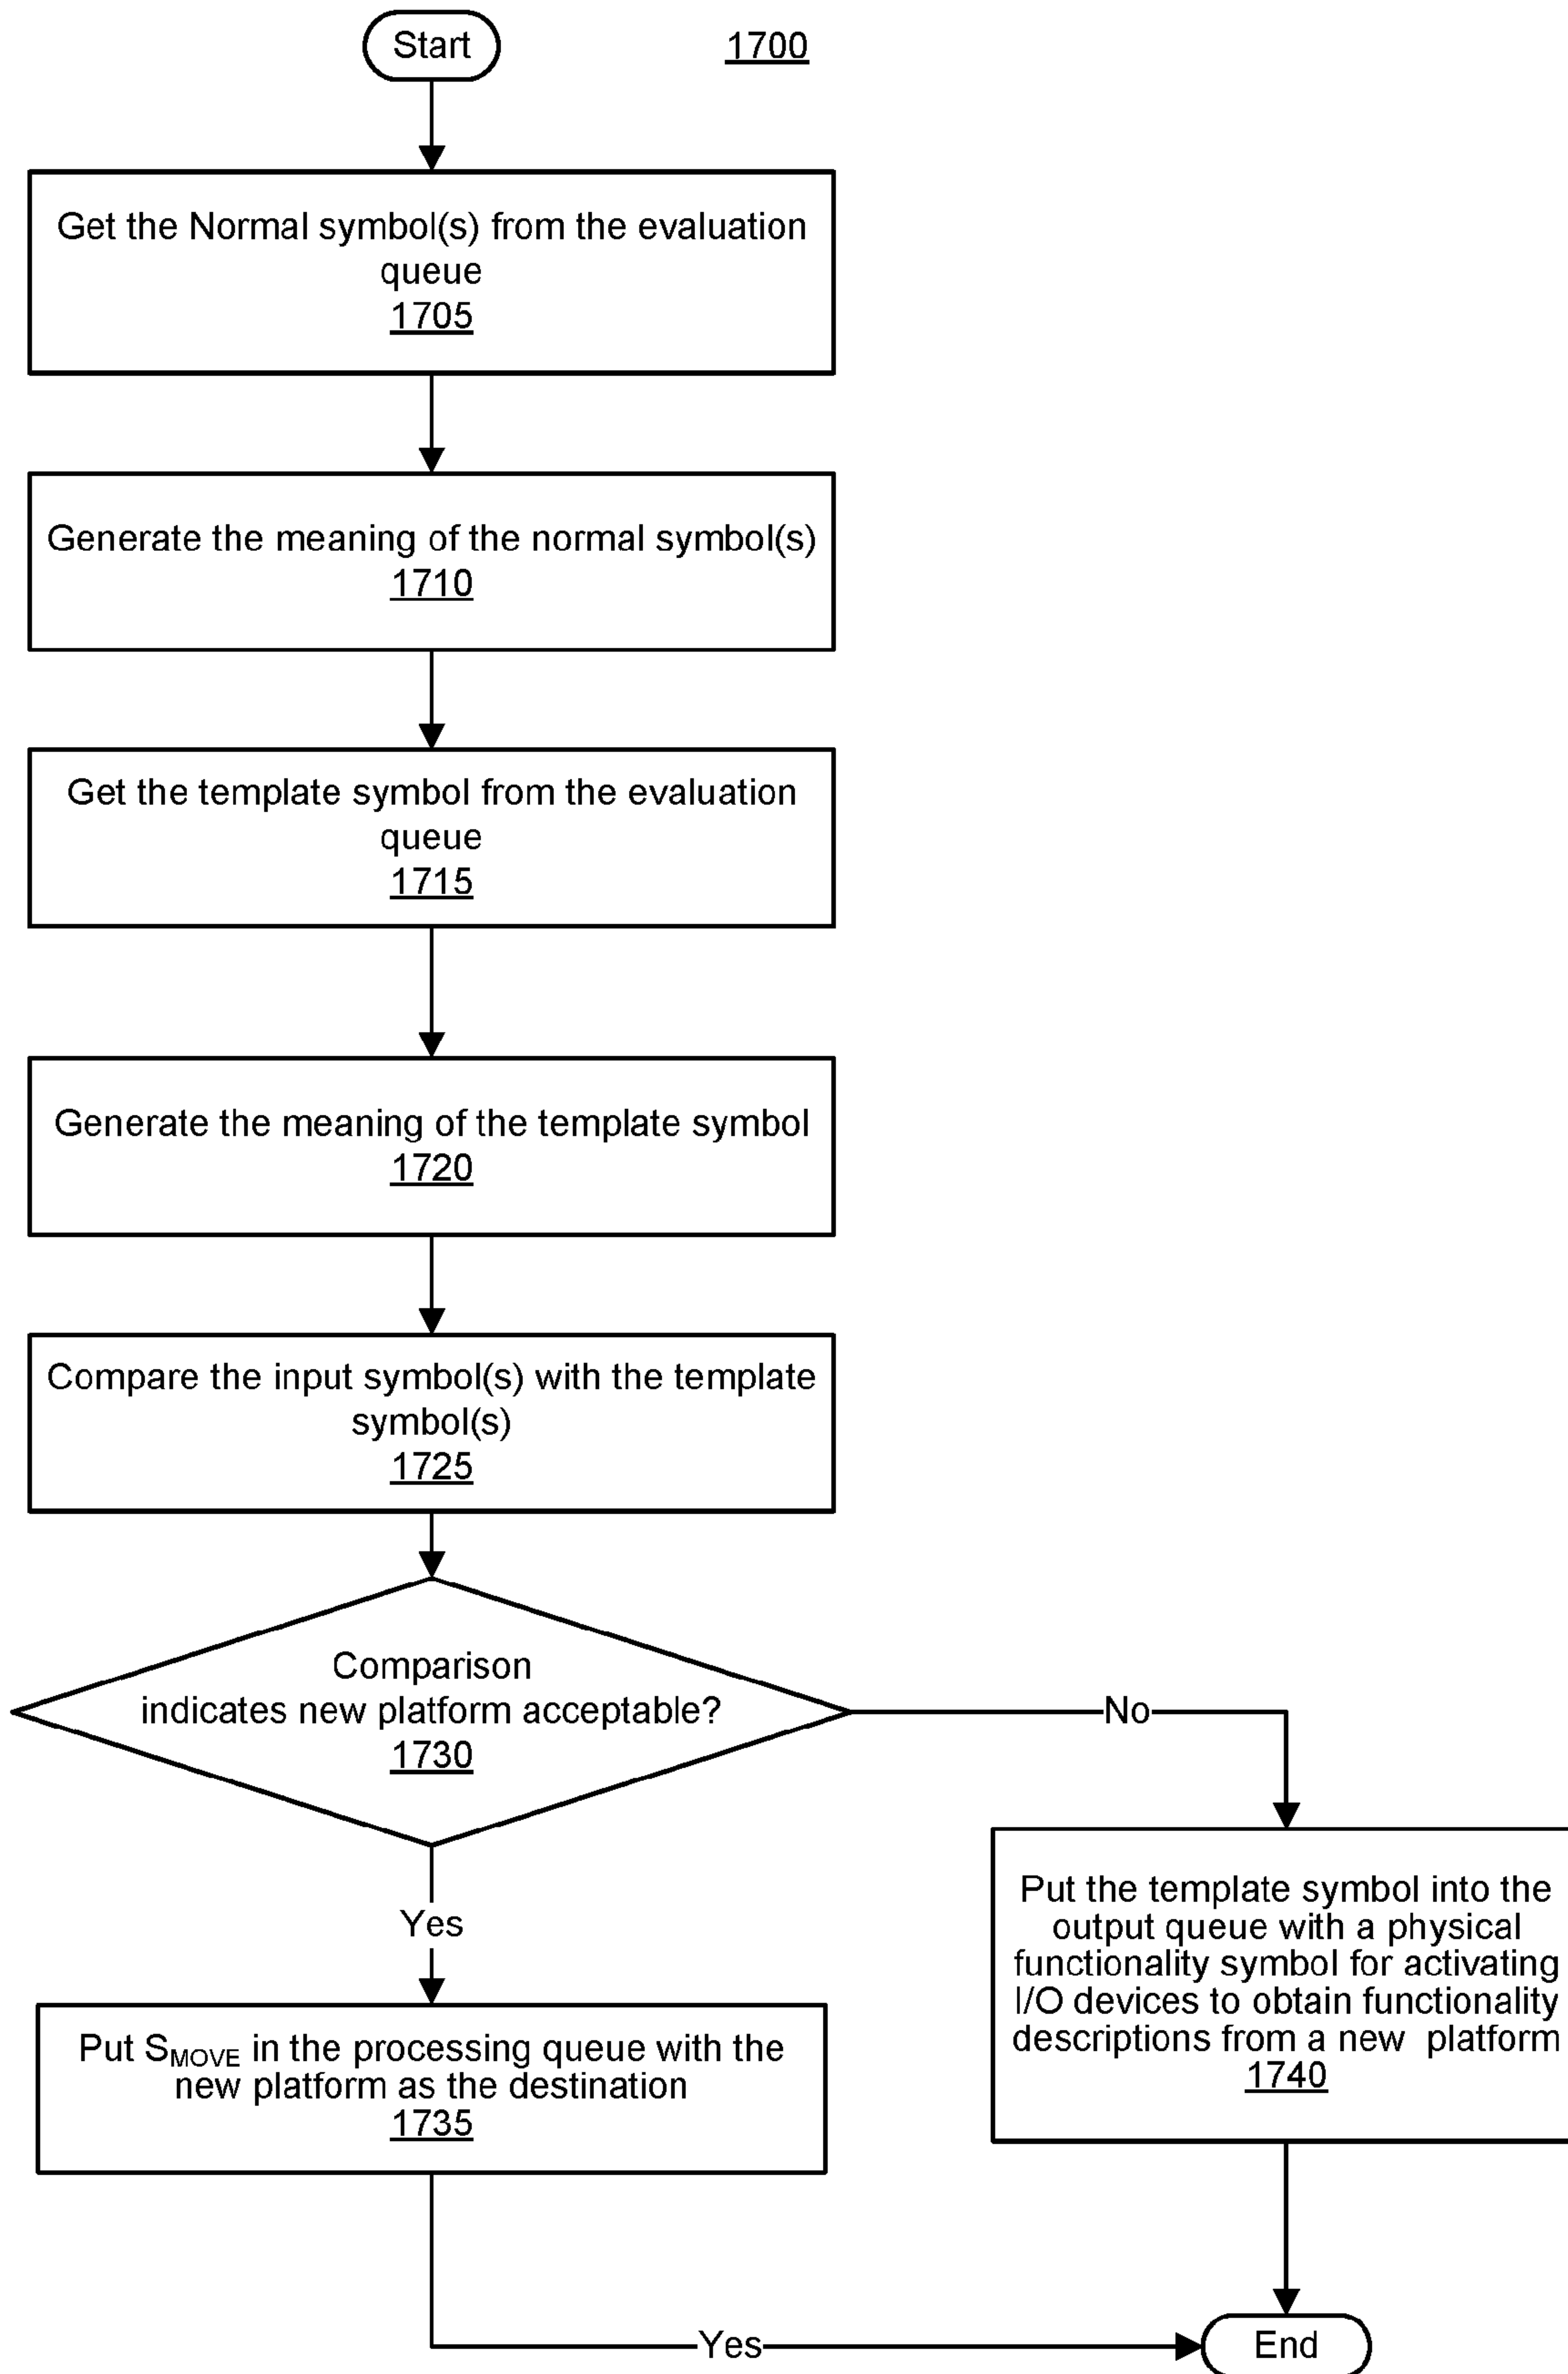 Start
1700
Get the Normal symbol(s) from the evaluation
queue
1705
Generate the meaning of the normal symbol(s)
1710
Get the template symbol from the evaluation
queue
1715
Generate the meaning of the template symbol
1720
Compare the input symbol(s) with the template
symbol(s)
1725
Comparison
indicates new platform acceptable?
1730
No
Yes
Put the template symbol into the
output queue with a physical
functionality symbol for activating
I/O devices to obtain functionality
descriptions from a new platform
1740
Put SMOVE in the processing queue with the
new platform as the destination
1735
Yes
End